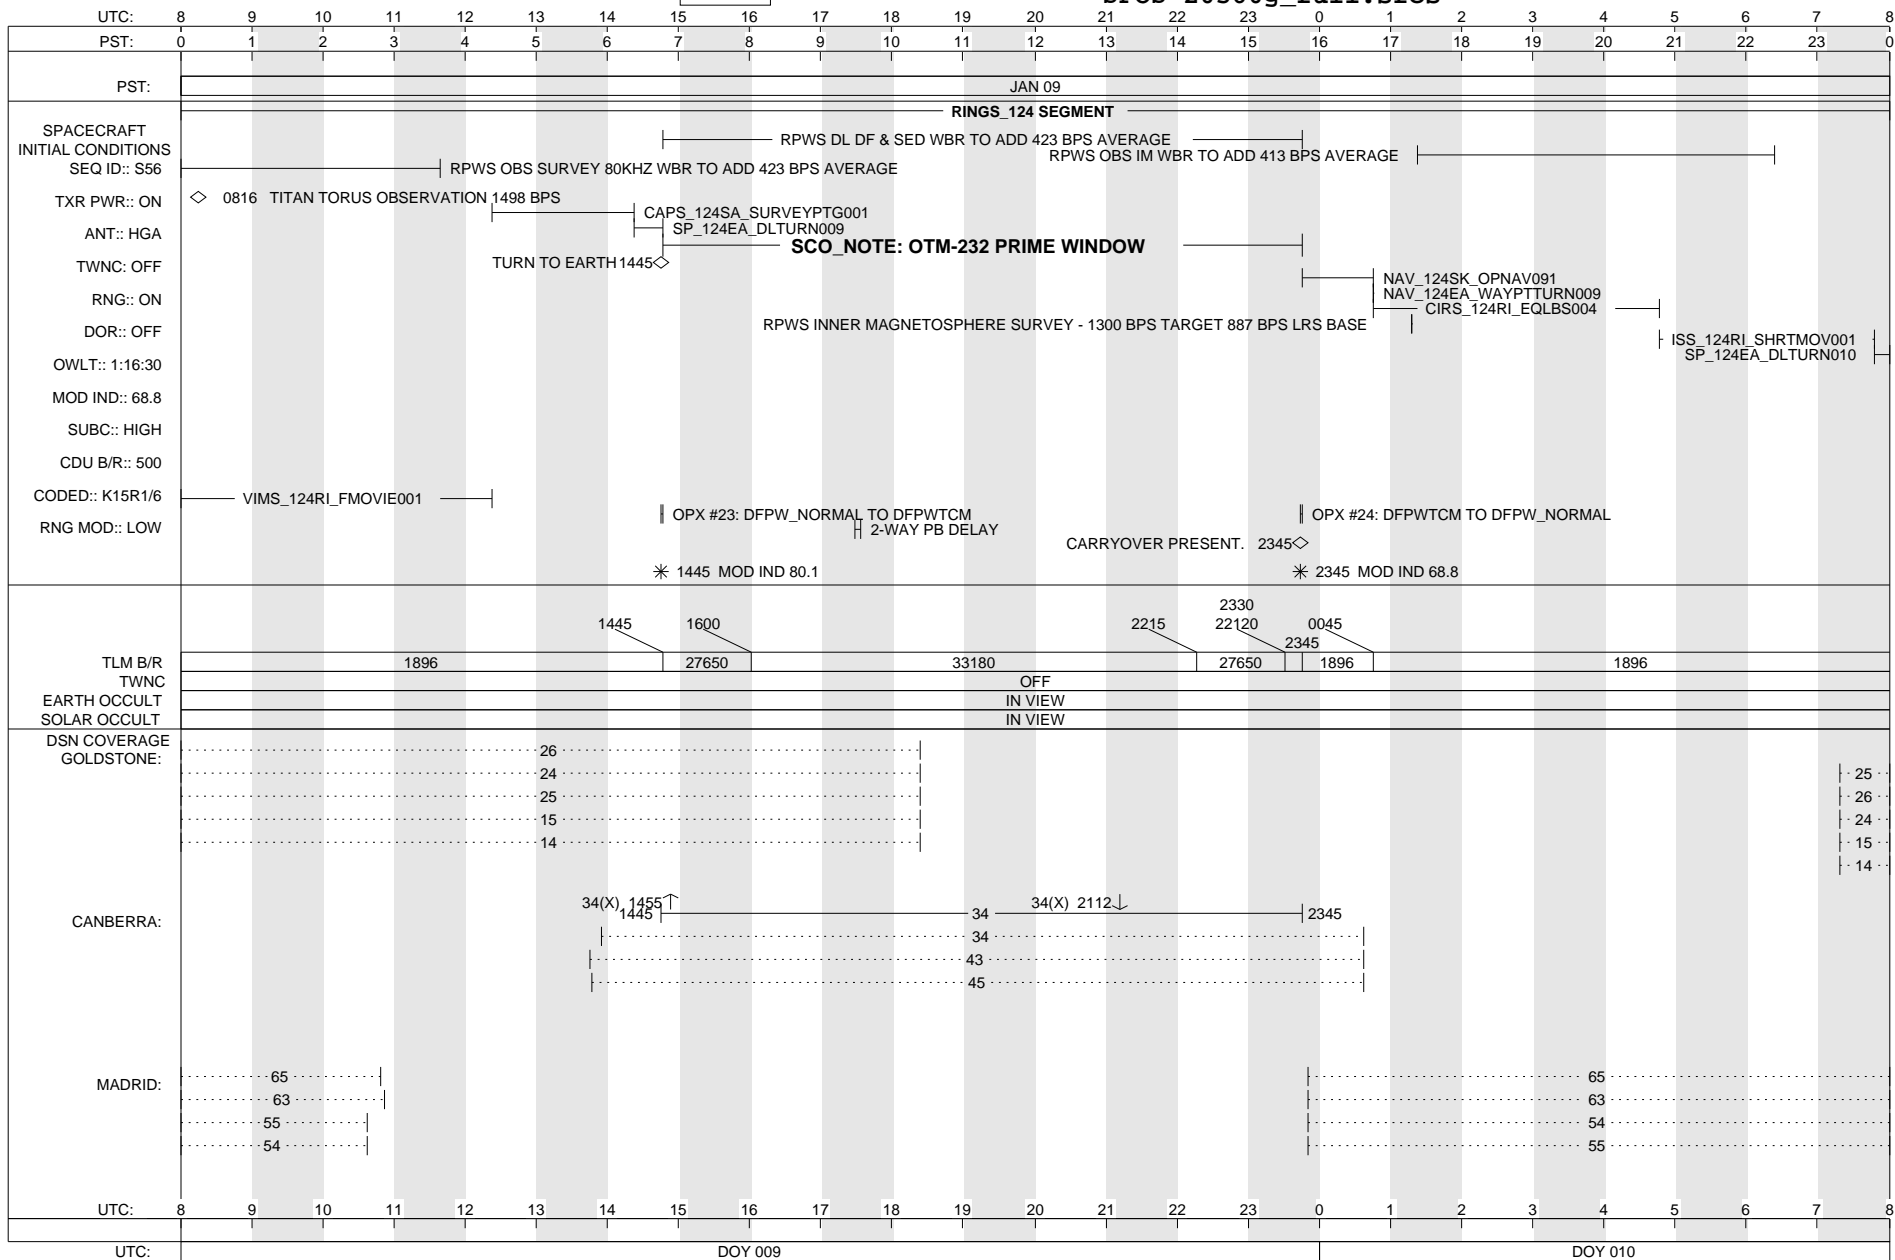 UTC: 8 9 10 11 12 13 14 15 16 17 18 19 20 21 22 23 0 1 2 3 4 5 6 7 8
PST: 0 1 2 3 4 5 6 7 8 9 10 11 12 13 14 15 16 17 18 19 20 21 22 23 0
PST: JAN 09
RINGS_124 SEGMENT
SPACECRAFT
INITIAL CONDITIONS
RPWS DL DF & SED WBR TO ADD 423 BPS AVERAGE
RPWS OBS IM WBR TO ADD 413 BPS AVERAGE
SEQ ID:: S56
RPWS OBS SURVEY 80KHZ WBR TO ADD 423 BPS AVERAGE
TXR PWR:: ON
0816 TITAN TORUS OBSERVATION 1498 BPS
CAPS_124SA_SURVEYPTG001
SP_124EA_DLTURN009
ANT:: HGA
SCO_NOTE: OTM-232 PRIME WINDOW
TWNC: OFF
TURN TO EARTH 1445
NAV_124SK_OPNAV091
NAV_124EA_WAYPTTURN009
RNG:: ON
CIRS_124RI_EQLBS004
DOR:: OFF
RPWS INNER MAGNETOSPHERE SURVEY - 1300 BPS TARGET 887 BPS LRS BASE
ISS_124RI_SHRTMOV001
SP_124EA_DLTURN010
OWLT:: 1:16:30
MOD IND:: 68.8
SUBC:: HIGH
CDU B/R:: 500
CODED:: K15R1/6
VIMS_124RI_FMOVIE001
OPX #23: DFPW_NORMAL TO DFPWTCM
OPX #24: DFPWTCM TO DFPW_NORMAL
RNG MOD:: LOW
2-WAY PB DELAY
CARRYOVER PRESENT. 2345
1445 MOD IND 80.1
2345 MOD IND 68.8
2330
1445 1600 2215 22120 0045
2345
TLM B/R 1896 27650 33180 27650 1896 1896
TWNC OFF
EARTH OCCULT IN VIEW
SOLAR OCCULT IN VIEW
DSN COVERAGE
GOLDSTONE:
26
24 25
25 26
15 24
14 15
14
CANBERRA:
34(X) 1455 34(X) 2112
1445 34 2345
34
43
45
MADRID:
65 65
63 63
55 54
54 55
UTC: 8 9 10 11 12 13 14 15 16 17 18 19 20 21 22 23 0 1 2 3 4 5 6 7 8
UTC: DOY 009 DOY 010